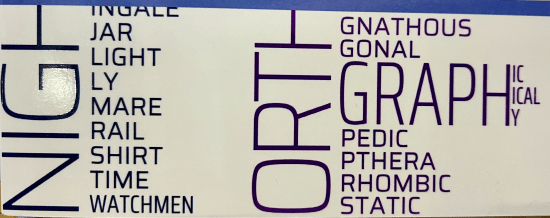 NIGH
INGALE
JAR
LIGHT
LY
MARE
RAIL
SHIRT
TIME
WATCHMEN
ORTH
GNATHOUS
GONAL
GRAPH
IC
ICAL
Y
PEDIC
PTHERA
RHOMBIC
STATIC